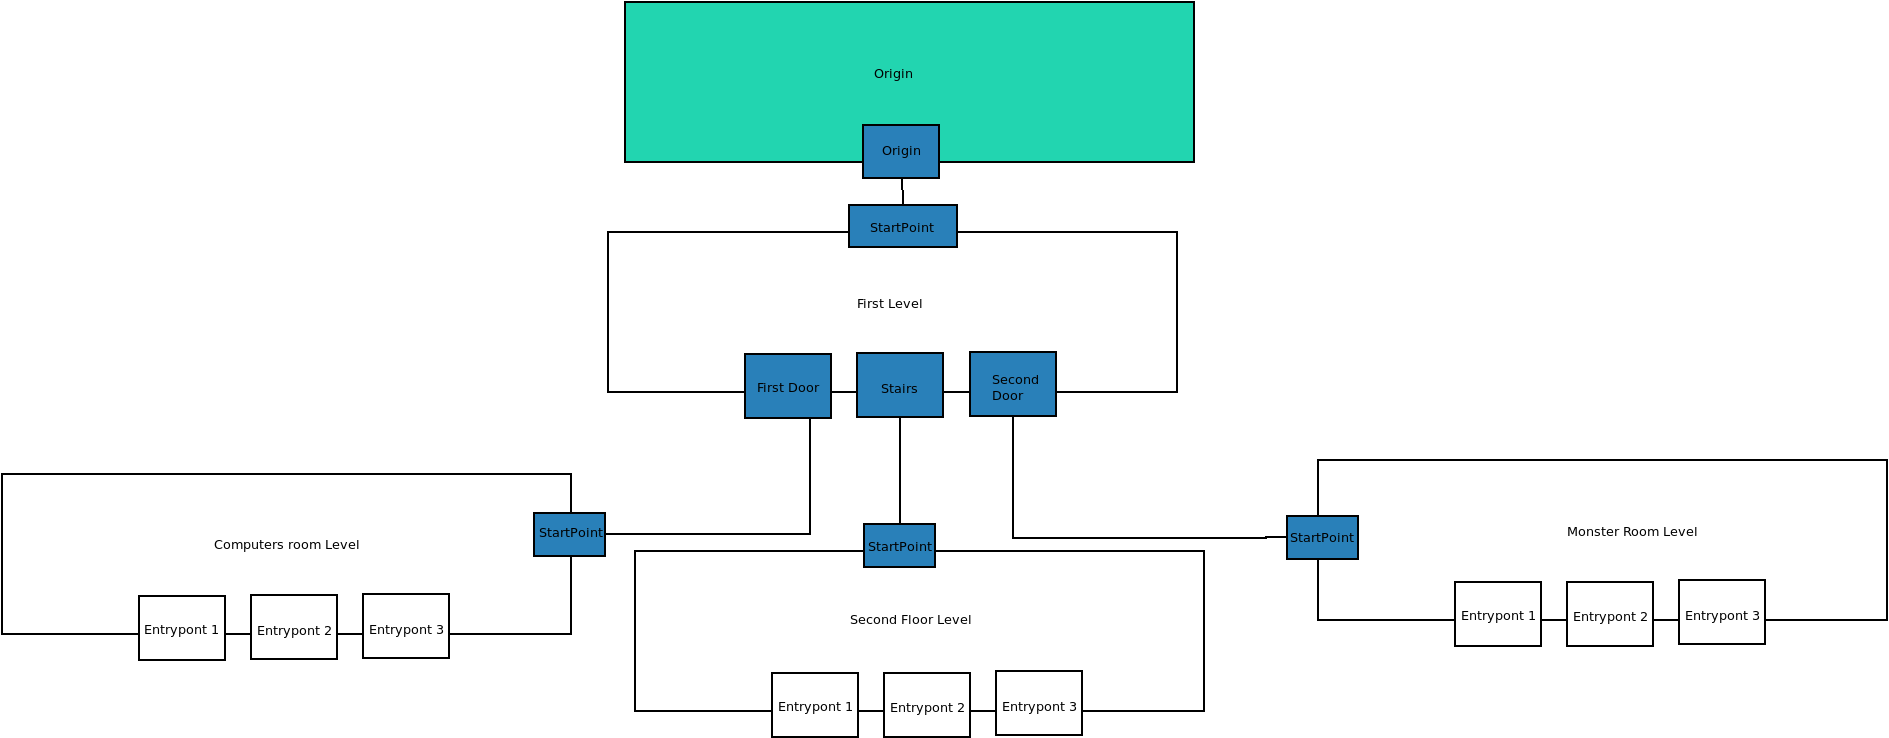 Origin
Origin
StartPoint
First Level
First Door
Stairs
Second
Door
StartPoint
Computers room Level
Entrypont 1
Entrypont 2
Entrypont 3
StartPoint
Second Floor Level
Entrypont 1
Entrypont 2
Entrypont 3
StartPoint
Monster Room Level
Entrypont 1
Entrypont 2
Entrypont 3